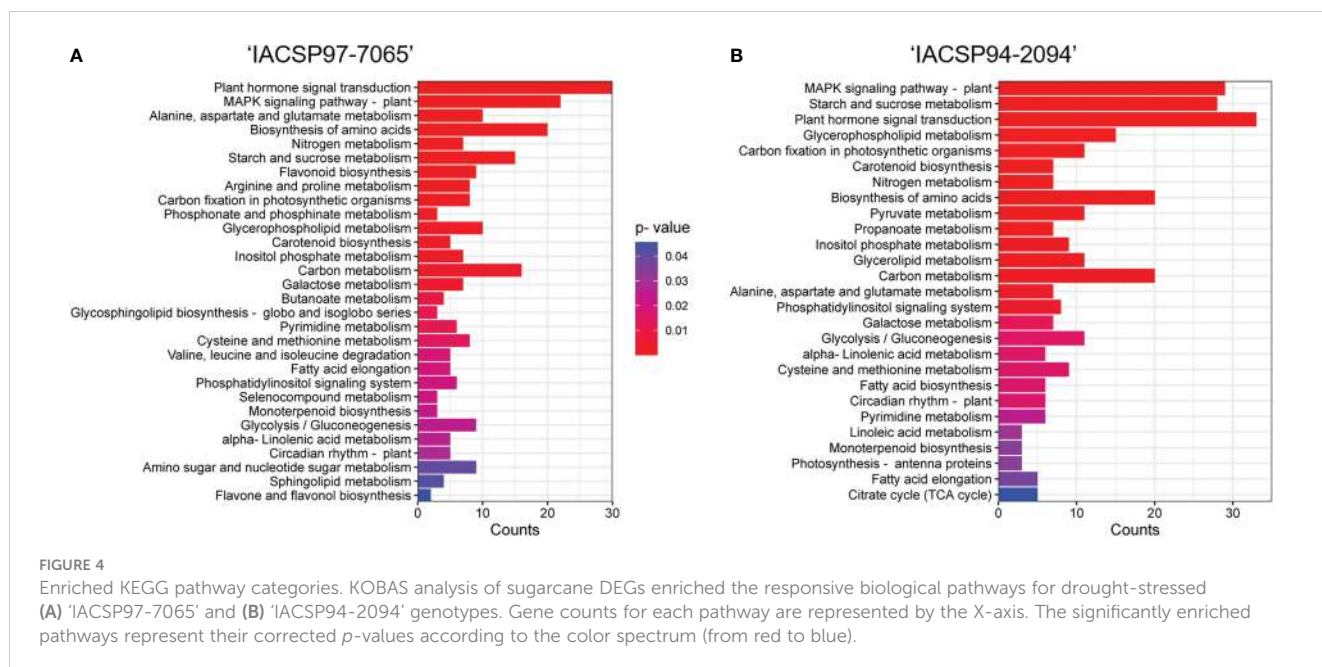 A
'IACSP97-7065'
Plant hormone signal transduction
MAPK signaling pathway - plant
Alanine, aspartate and glutamate metabolism
Biosynthesis of amino acids
Nitrogen metabolism
Starch and sucrose metabolism
Flavonoid biosynthesis
Arginine and proline metabolism
Carbon fixation in photosynthetic organisms
Phosphonate and phosphinate metabolism
Glycerophospholipid metabolism
Carotenoid biosynthesis
Inositol phosphate metabolism
Carbon metabolism
Galactose metabolism
Butanoate metabolism
Glycosphingolipid biosynthesis - globo and isoglobo series
Pyrimidine metabolism
Cysteine and methionine metabolism
Valine, leucine and isoleucine degradation
Fatty acid elongation
Phosphatidylinositol signaling system
Selenocompound metabolism
Monoterpenoid biosynthesis
Glycolysis / Gluconeogenesis
alpha- Linolenic acid metabolism
Circadian rhythm - plant
Amino sugar and nucleotide sugar metabolism
Sphingolipid metabolism
Flavone and flavonol biosynthesis
0 10 20 30
Counts
p- value
0.04
0.03
0.02
0.01
B
'IACSP94-2094'
MAPK signaling pathway - plant
Starch and sucrose metabolism
Plant hormone signal transduction
Glycerophospholipid metabolism
Carbon fixation in photosynthetic organisms
Carotenoid biosynthesis
Nitrogen metabolism
Biosynthesis of amino acids
Pyruvate metabolism
Propanoate metabolism
Inositol phosphate metabolism
Glycerolipid metabolism
Carbon metabolism
Alanine, aspartate and glutamate metabolism
Phosphatidylinositol signaling system
Galactose metabolism
Glycolysis / Gluconeogenesis
alpha- Linolenic acid metabolism
Cysteine and methionine metabolism
Fatty acid biosynthesis
Circadian rhythm - plant
Pyrimidine metabolism
Linoleic acid metabolism
Monoterpenoid biosynthesis
Photosynthesis - antenna proteins
Fatty acid elongation
Citrate cycle (TCA cycle)
0 10 20 30
Counts
FIGURE 4
Enriched KEGG pathway categories. KOBAS analysis of sugarcane DEGs enriched the responsive biological pathways for drought-stressed
(A) 'IACSP97-7065' and (B) 'IACSP94-2094' genotypes. Gene counts for each pathway are represented by the X-axis. The significantly enriched
pathways represent their corrected p-values according to the color spectrum (from red to blue).